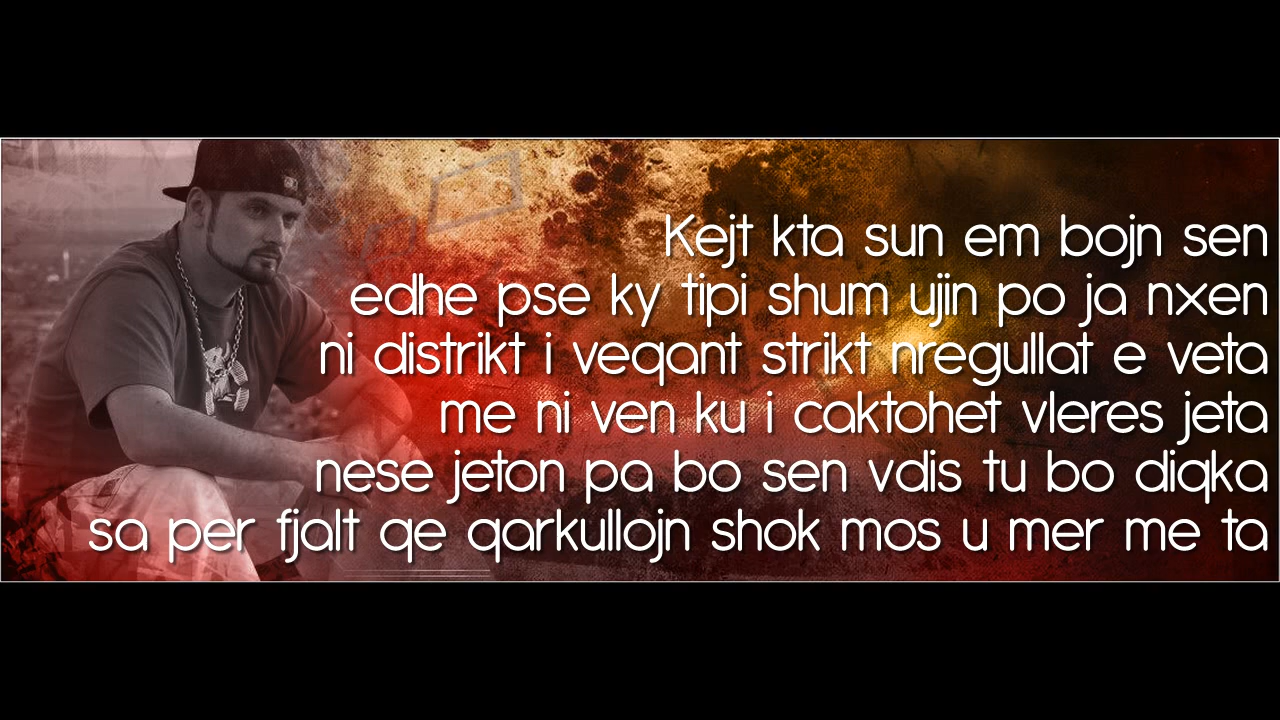 Kejt kta sun em bojn sen
edhe pse ky tipi shum ujin po ja nxen
ni distrikt i veqant strikt nregullat e veta
me ni ven ku i caktohet vleres jeta
nese jeton pa bo sen vdis tu bo diqka
sa per fjalt qe qarkullojn shok mos u mer me ta